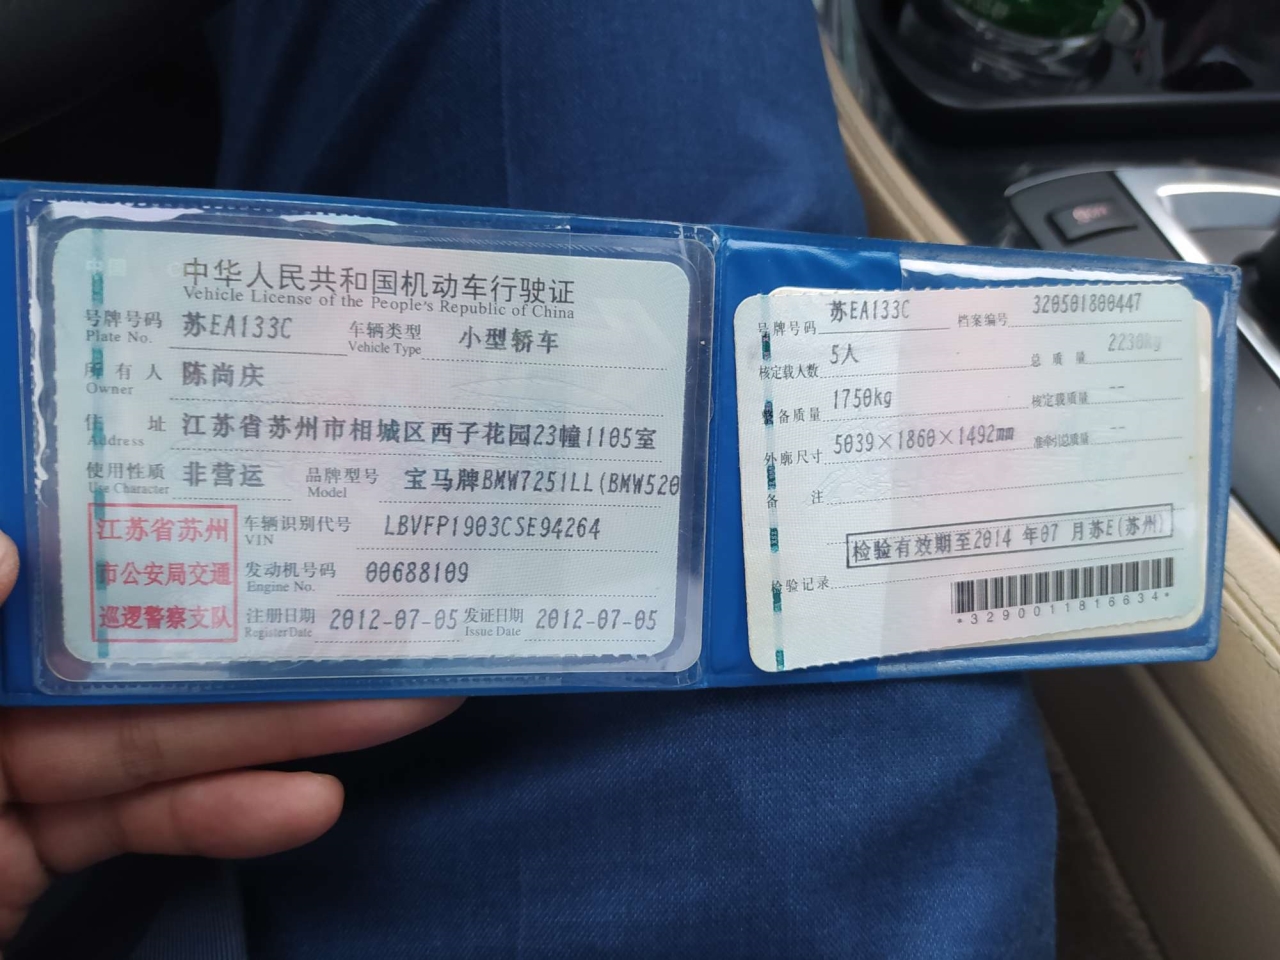 中华人民共和国机动车行驶证
Vehicle License of the People's Republic of China
号牌号码 苏EA133C 车辆类型 小型轿车
Plate No. Vehicle Type
所有人 陈尚庆
Owner
住址 江苏省苏州市相城区西子花园23幢1105室
Address
使用性质 非营运 品牌型号 宝马牌BMW7251LL(BMW520
Use Character Model
江苏省苏州
市公安局交通
巡逻警察支队
车辆识别代号 LBVFP1903CSE94264
VIN
发动机号码 00688109
Engine No.
注册日期 2012-07-05 发证日期 2012-07-05
Register Date Issue Date
号牌号码 苏EA133C 档案编号 320501800447
核定载人数 5人 总质量 2230kg
整备质量 1750kg 核定载质量 --
外廓尺寸 5039×1860×1492mm 准牵引总质量 --
备注
检验有效期至2014 年07 月苏E(苏州)
检验记录
*3290011816634*